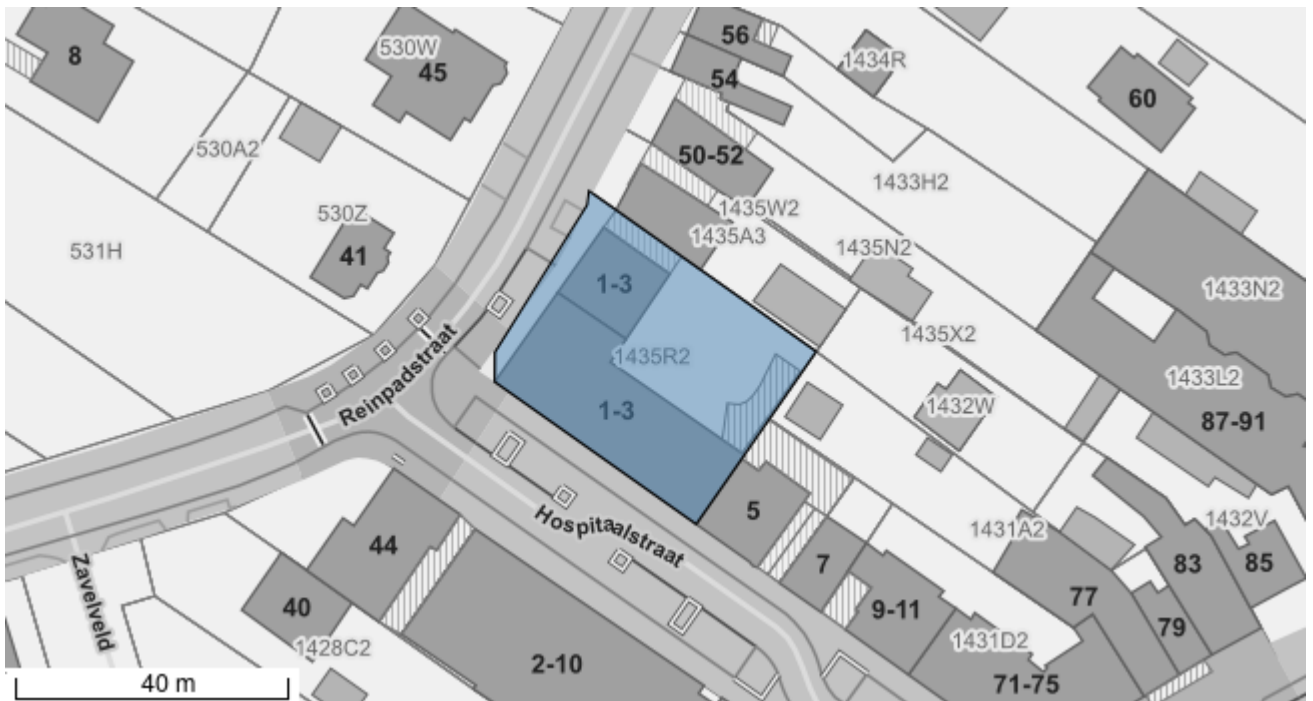 56
8
530W
45
54
1434R
60
530A2
50-52
1433H2
530Z
1435W2
1435A3
531H
41
1435N2
1-3
1433N2
1435X2
1435R2
Reinpadstraat
1433L2
1-3
1432W
87-91
5
Hospitaalstraat
1431A2
1432V
44
7
83
85
Zavelveld
40
9-11
77
79
1428C2
1431D2
2-10
71-75
40 m